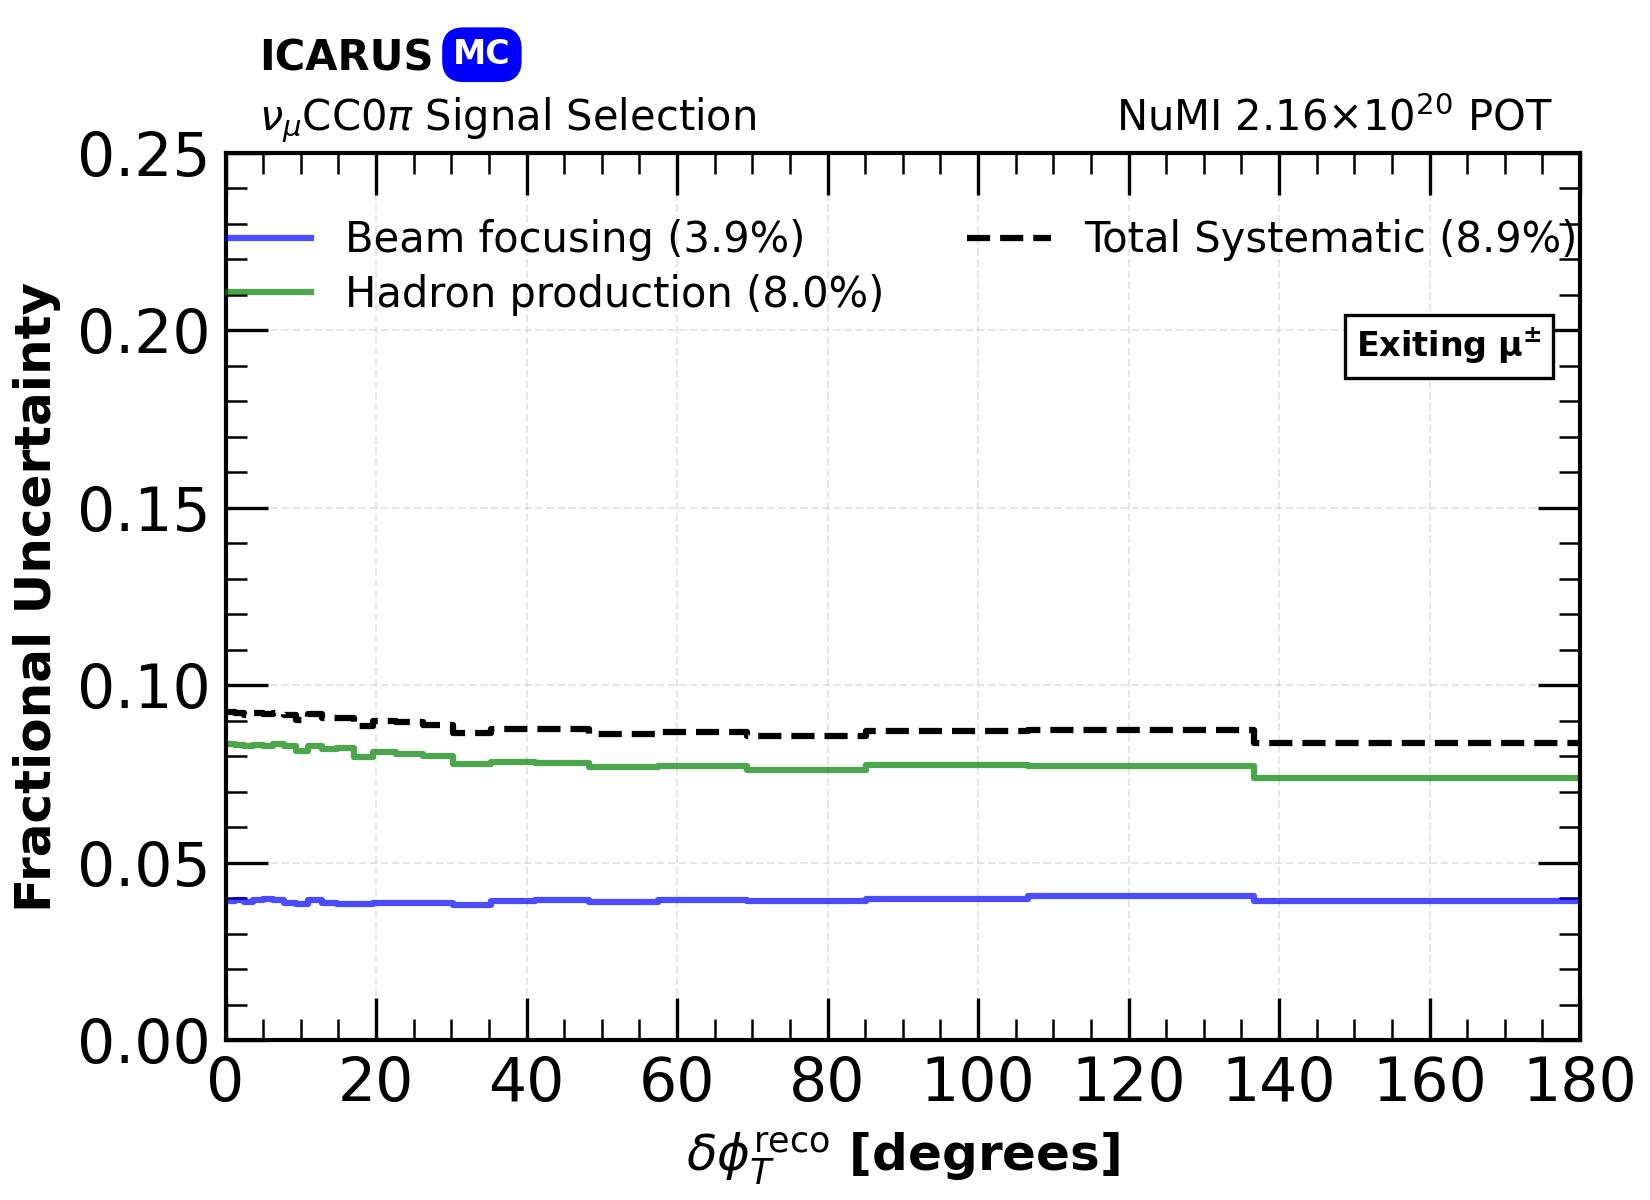 ICARUS MC
νμCC0π Signal Selection
NuMI 2.16×10²⁰ POT
Beam focusing (3.9%)
Hadron production (8.0%)
Total Systematic (8.9%)
Exiting μ±
Fractional Uncertainty
0.25
0.20
0.15
0.10
0.05
0.00
0 20 40 60 80 100 120 140 160 180
δϕ_T^reco [degrees]